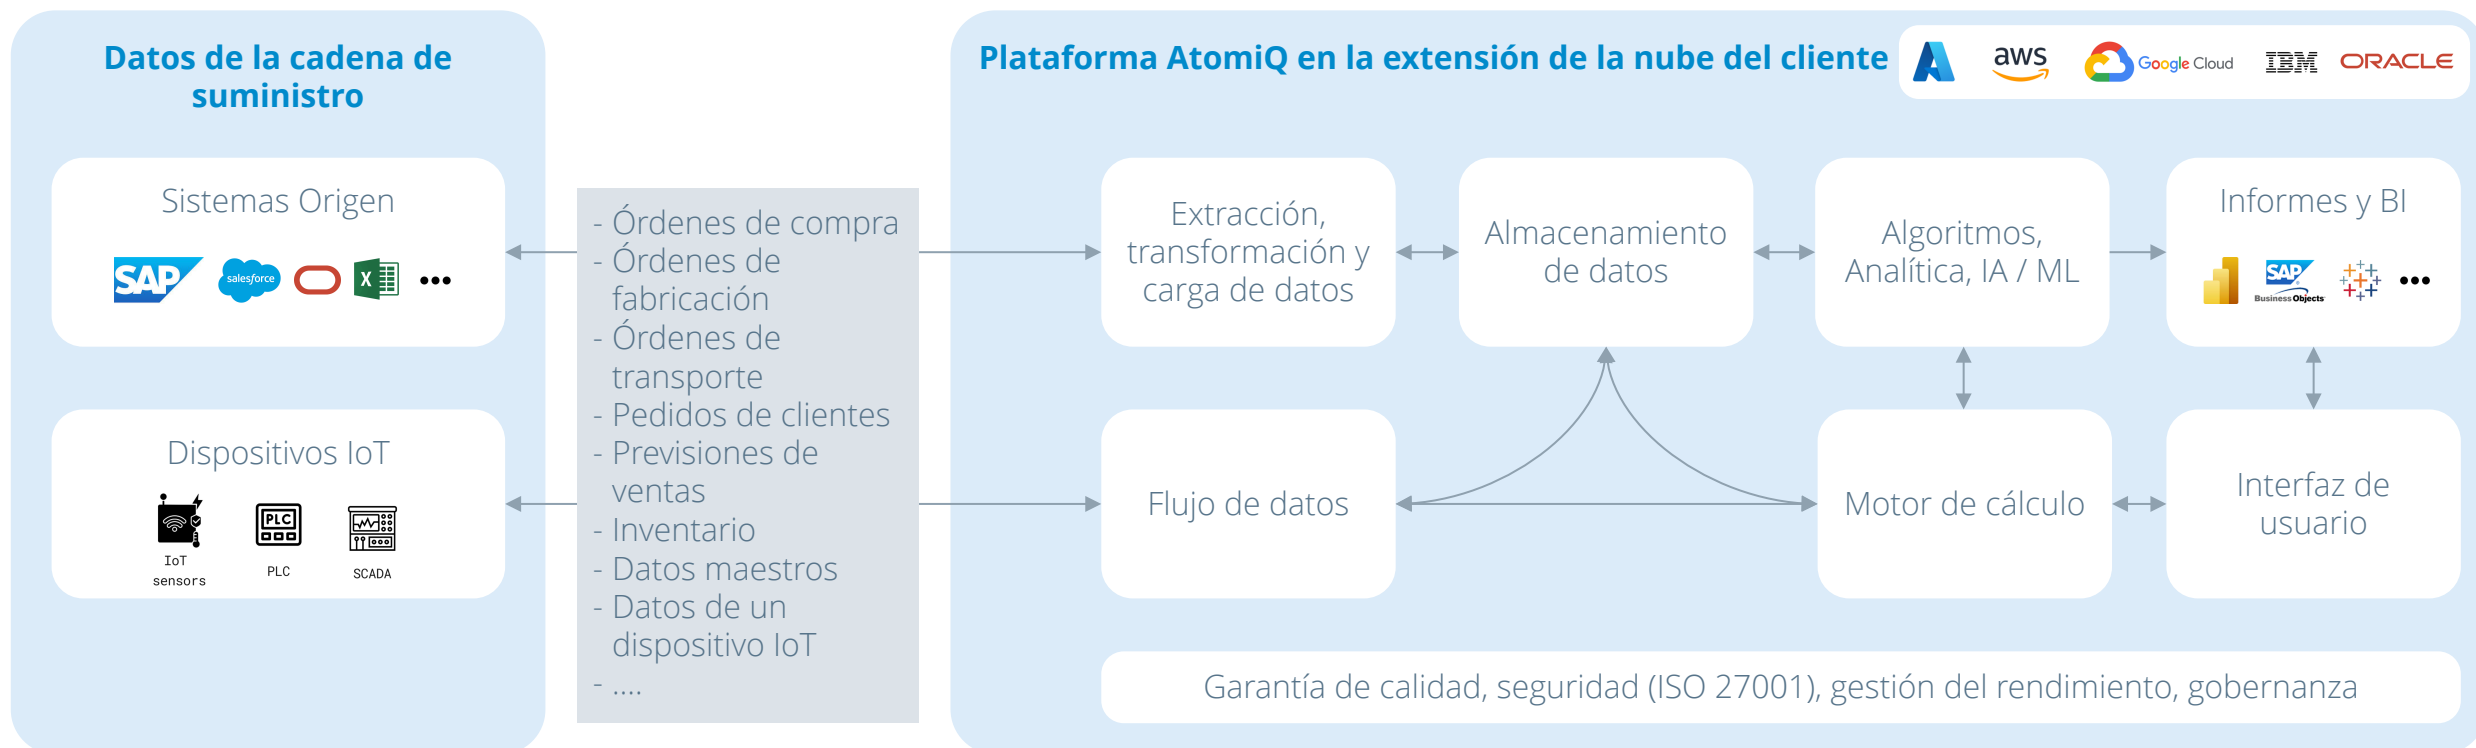 Datos de la cadena de
suministro
Sistemas Origen
SAP
salesforce
X
Dispositivos IoT
IoT
sensors
PLC
PLC
SCADA
- Órdenes de compra
- Órdenes de
fabricación
- Órdenes de
transporte
- Pedidos de clientes
- Previsiones de
ventas
- Inventario
- Datos maestros
- Datos de un
dispositivo IoT
- ....
Plataforma AtomiQ en la extensión de la nube del cliente
aws
Google Cloud
IBM
ORACLE
Extracción,
transformación y
carga de datos
Almacenamiento
de datos
Algoritmos,
Analítica, IA / ML
Informes y BI
SAP
BusinessObjects
Flujo de datos
Motor de cálculo
Interfaz de
usuario
Garantía de calidad, seguridad (ISO 27001), gestión del rendimiento, gobernanza